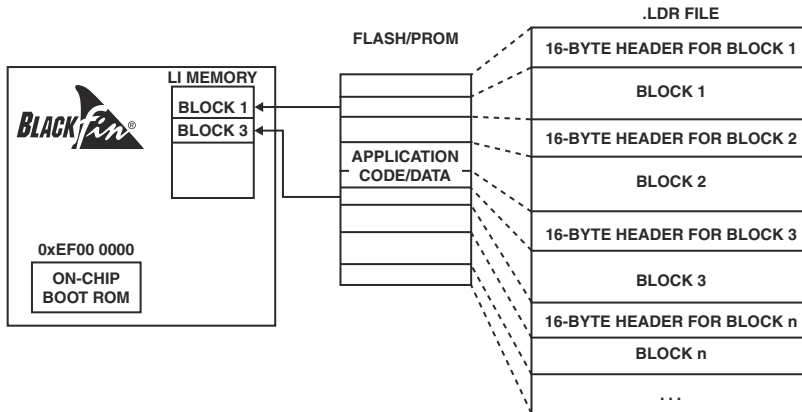 .LDR FILE
FLASH/PROM
16-BYTE HEADER FOR BLOCK 1
LI MEMORY
BLOCK 1
BLOCK 1
BLACKfin®
BLOCK 3
16-BYTE HEADER FOR BLOCK 2
APPLICATION
CODE/DATA
BLOCK 2
16-BYTE HEADER FOR BLOCK 3
0xEF00 0000
ON-CHIP
BOOT ROM
BLOCK 3
16-BYTE HEADER FOR BLOCK n
BLOCK n
...